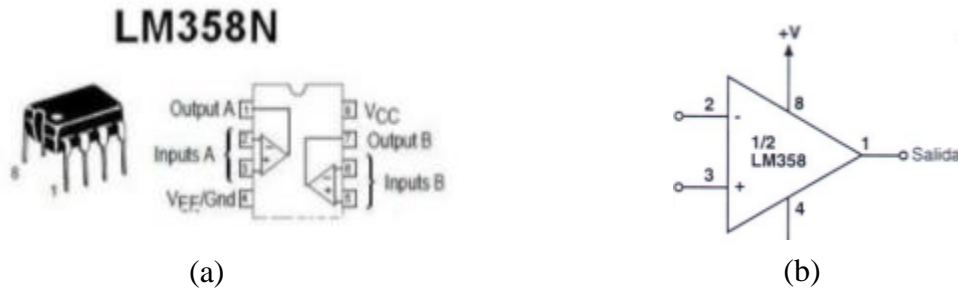 LM358N
Output A 1
8 VCC
2
7 Output B
Inputs A
3
6
Inputs B
VEE/Gnd 4
5
8
1
- +
- +
(a)
+V
8
2 -
1/2
LM358
1 Salida
3 +
4
(b)